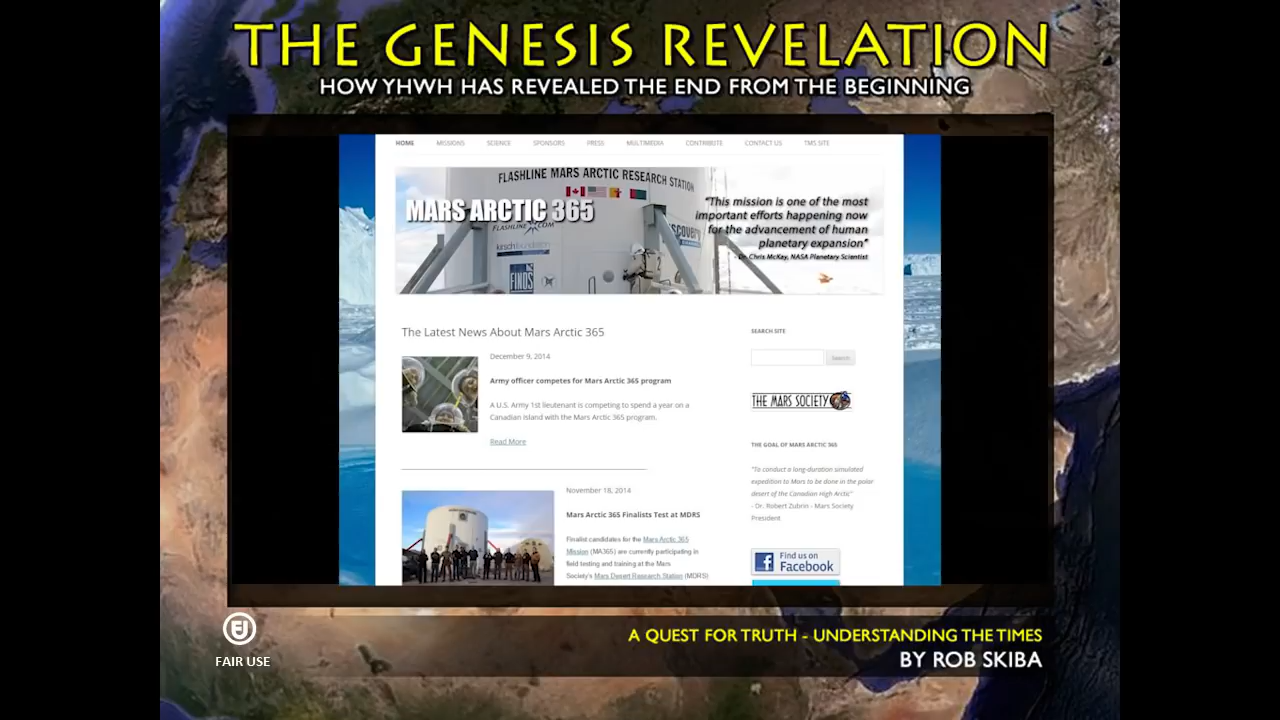 THE GENESIS REVELATION
HOW YHWH HAS REVEALED THE END FROM THE BEGINNING
HOME MISSIONS SCIENCE SPONSORS PRESS MULTIMEDIA CONTRIBUTE CONTACT US TMS SITE
FLASHLINE MARS ARCTIC RESEARCH STATION
MARS ARCTIC 365
FLASHLINE.COM
kirschfoundation
FINDS
Discovery
"This mission is one of the most
important efforts happening now
for the advancement of human
planetary expansion"
- Dr. Chris McKay, NASA Planetary Scientist
The Latest News About Mars Arctic 365
December 9, 2014
Army officer competes for Mars Arctic 365 program
A U.S. Army 1st lieutenant is competing to spend a year on a
Canadian island with the Mars Arctic 365 program.
Read More
November 18, 2014
Mars Arctic 365 Finalists Test at MDRS
Finalist candidates for the Mars Arctic 365
Mission (MA365) are currently participating in
field testing and training at the Mars
Society's Mars Desert Research Station (MDRS)
SEARCH SITE
Search
THE MARS SOCIETY
THE GOAL OF MARS ARCTIC 365
"To conduct a long-duration simulated
expedition to Mars to be done in the polar
desert of the Canadian High Arctic"
- Dr. Robert Zubrin - Mars Society
President
Find us on
Facebook
FAIR USE
A QUEST FOR TRUTH - UNDERSTANDING THE TIMES
BY ROB SKIBA